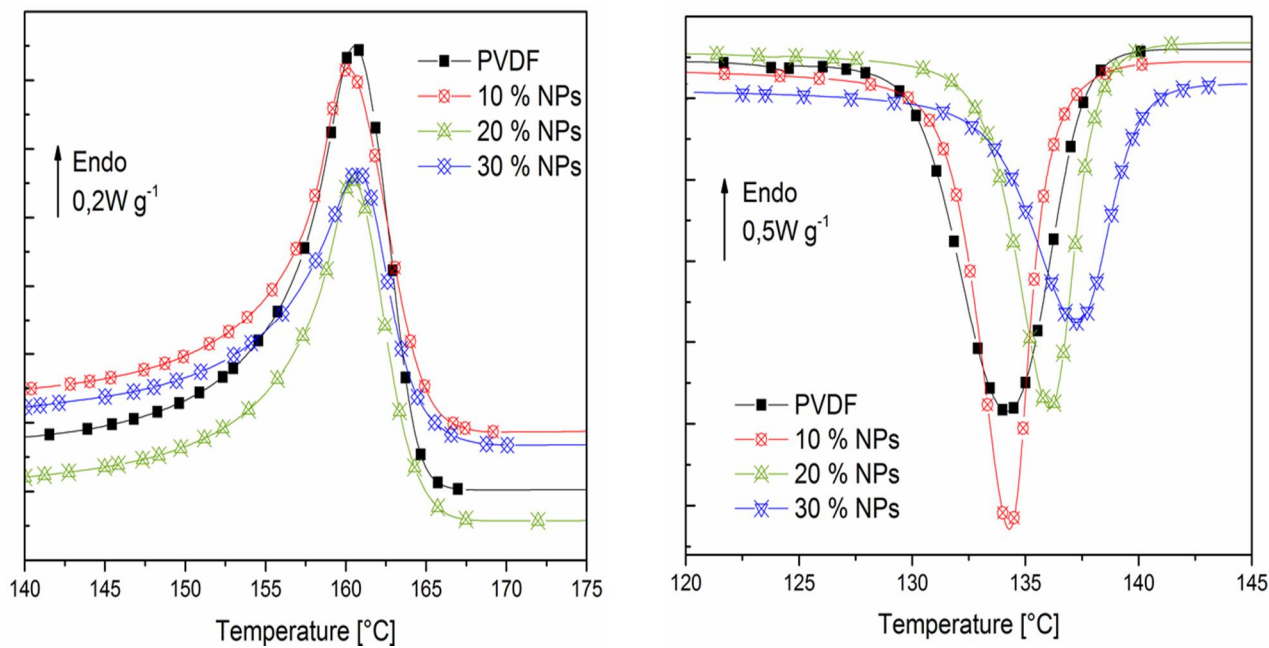 PVDF
10 % NPs
20 % NPs
30 % NPs
Endo
0,2W g⁻¹
140 145 150 155 160 165 170 175
Temperature [°C]
Endo
0,5W g⁻¹
PVDF
10 % NPs
20 % NPs
30 % NPs
120 125 130 135 140 145
Temperature [°C]